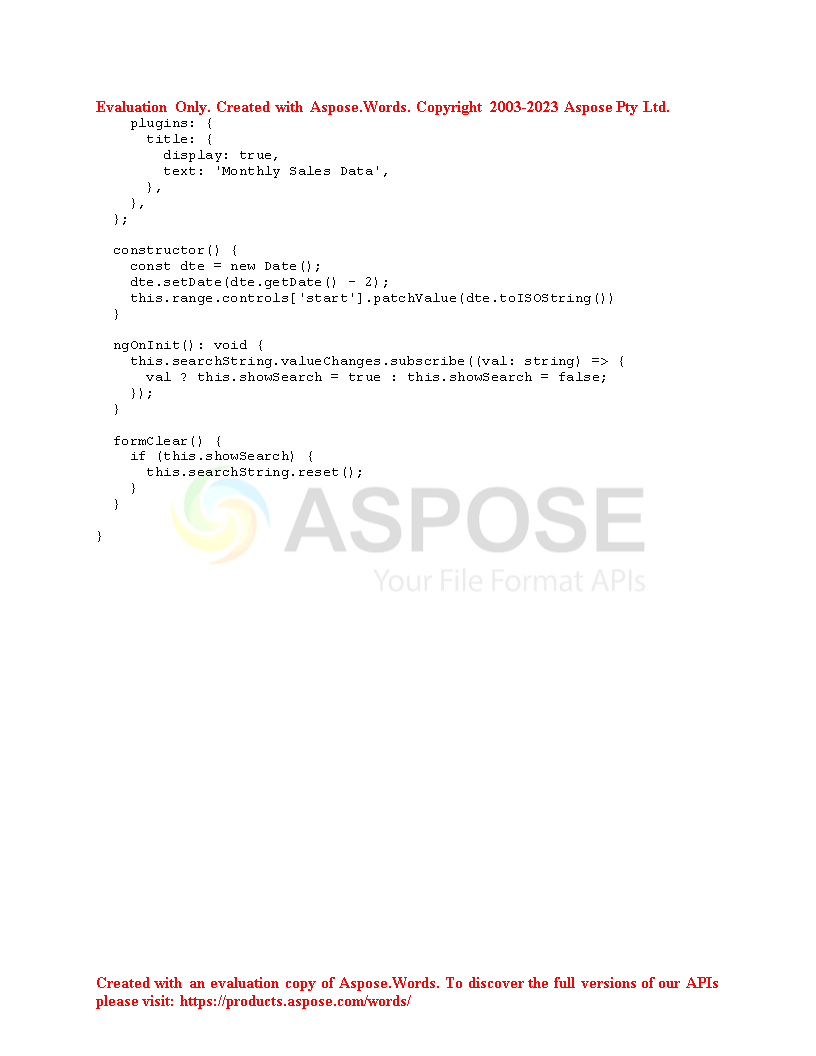 Evaluation Only. Created with Aspose.Words. Copyright 2003-2023 Aspose Pty Ltd.
    plugins: {
      title: {
        display: true,
        text: 'Monthly Sales Data',
      },
    },
  };

  constructor() {
    const dte = new Date();
    dte.setDate(dte.getDate() - 2);
    this.range.controls['start'].patchValue(dte.toISOString())
  }

  ngOnInit(): void {
    this.searchString.valueChanges.subscribe((val: string) => {
      val ? this.showSearch = true : this.showSearch = false;
    });
  }

  formClear() {
    if (this.showSearch) {
      this.searchString.reset();
    }
  }

}
ASPOSE
Your File Format APIs
Created with an evaluation copy of Aspose.Words. To discover the full versions of our APIs
please visit: https://products.aspose.com/words/